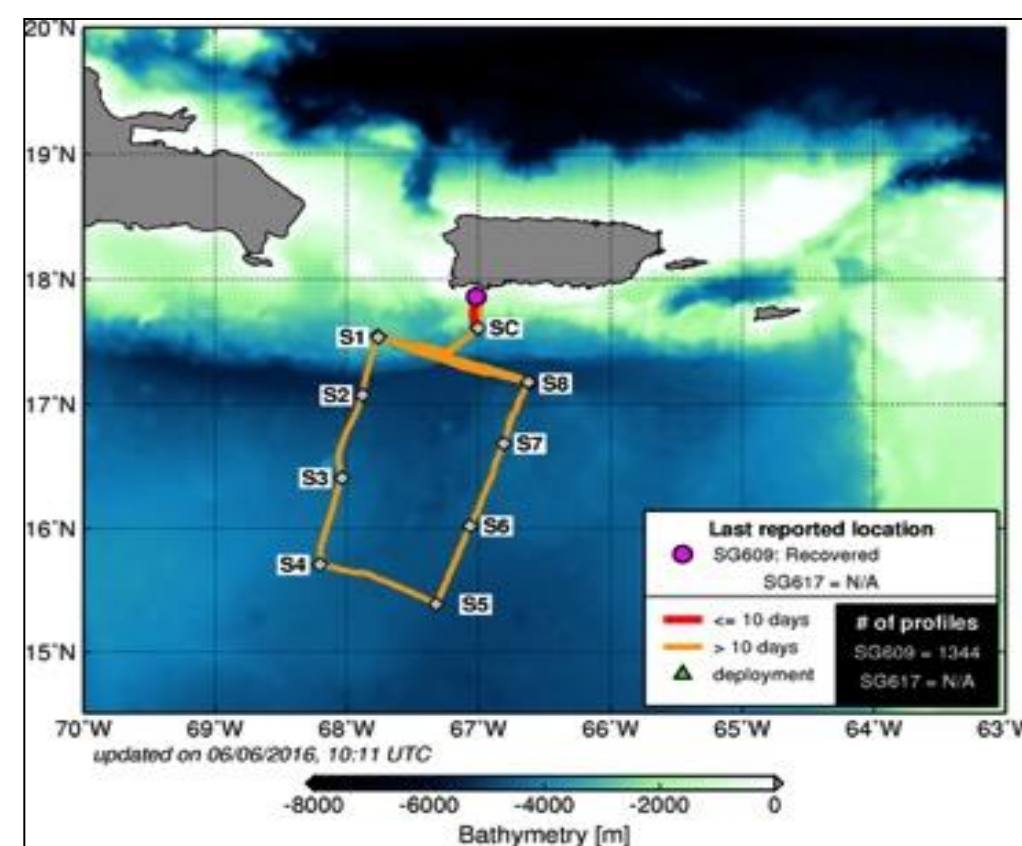 20°N
19°N
18°N
17°N
16°N
15°N
S1
SC
S2
S8
S3
S7
S4
S6
S5
Last reported location
SG609: Recovered
SG617 = N/A
<= 10 days
> 10 days
deployment
# of profiles
SG609 = 1344
SG617 = N/A
70°W 69°W 68°W 67°W 66°W 65°W 64°W 63°W
updated on 06/06/2016, 10:11 UTC
-8000 -6000 -4000 -2000 0
Bathymetry [m]